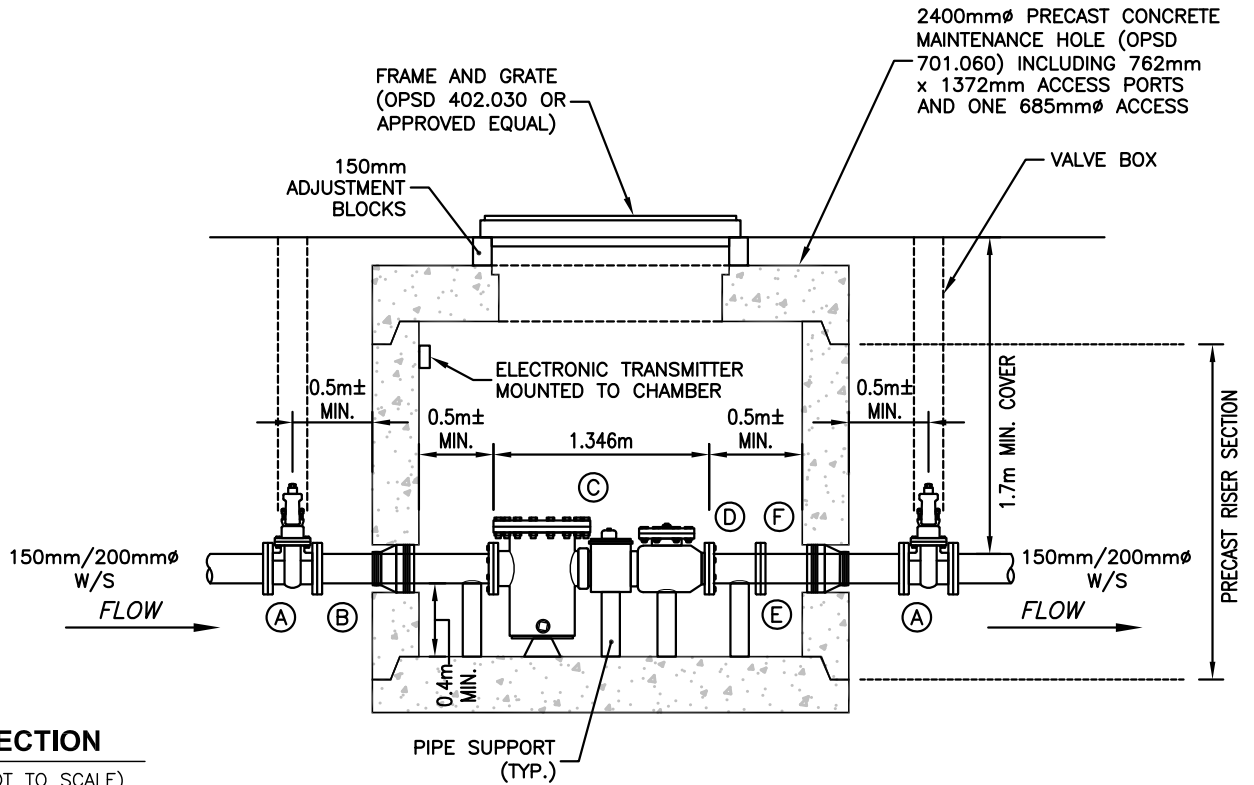 2400mmø PRECAST CONCRETE
MAINTENANCE HOLE (OPSD
701.060) INCLUDING 762mm
x 1372mm ACCESS PORTS
AND ONE 685mmø ACCESS
FRAME AND GRATE
(OPSD 402.030 OR
APPROVED EQUAL)
VALVE BOX
150mm
ADJUSTMENT
BLOCKS
ELECTRONIC TRANSMITTER
MOUNTED TO CHAMBER
0.5m±
MIN.
0.5m±
MIN.
1.346m
0.5m±
MIN.
0.5m±
MIN.
1.7m MIN. COVER
PRECAST RISER SECTION
C
D
F
150mm/200mmø
W/S
FLOW
A
B
E
A
150mm/200mmø
W/S
FLOW
0.4m
MIN.
PIPE SUPPORT
(TYP.)
ECTION
OT TO SCALE)